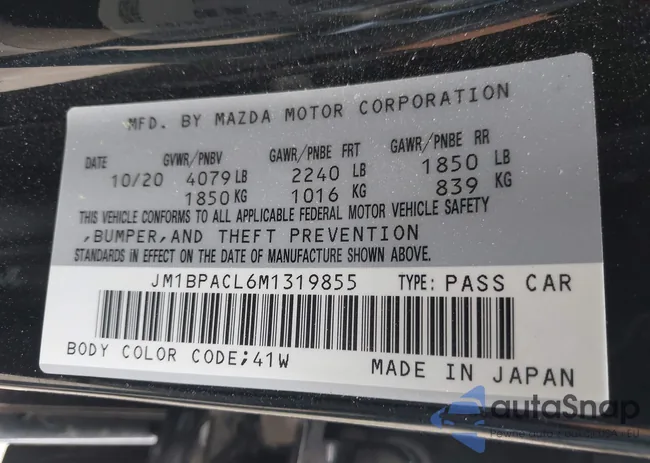 MFD. BY MAZDA MOTOR CORPORATION
DATE GVWR/PNBV GAWR/PNBE FRT GAWR/PNBE RR
10/20 4079 LB 2240 LB 1850 LB
1850 KG 1016 KG 839 KG
THIS VEHICLE CONFORMS TO ALL APPLICABLE FEDERAL MOTOR VEHICLE SAFETY
,BUMPER,AND THEFT PREVENTION
STANDARDS IN EFFECT ON THE DATE OF MANUFACTURE SHOWN ABOVE.
JM1BPACL6M1319855 TYPE: PASS CAR
BODY COLOR CODE;41W MADE IN JAPAN
autaSnap